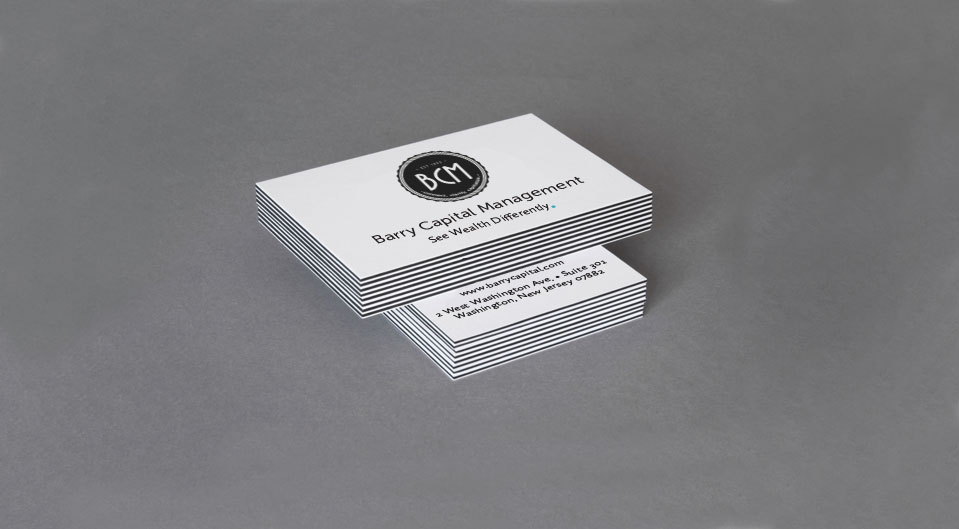 BCM
Barry Capital Management
See Wealth Differently.
www.barrycapital.com
2 West Washington Ave. • Suite 301
Washington, New Jersey 07882